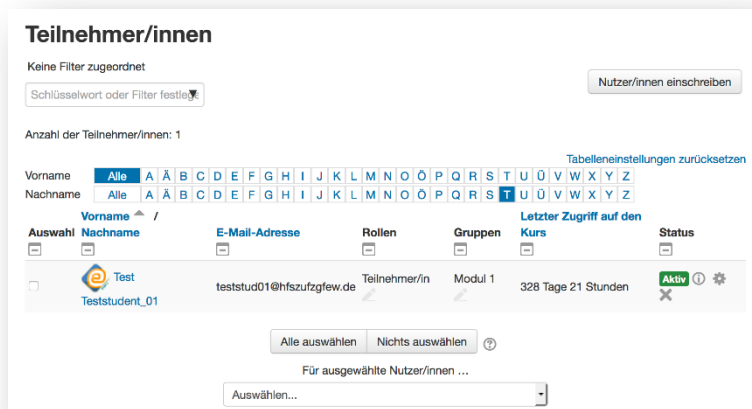 Teilnehmer/innen
Keine Filter zugeordnet
Schlüsselwort oder Filter festlege
Nutzer/innen einschreiben
Anzahl der Teilnehmer/innen: 1
Tabelleneinstellungen zurücksetzen
Vorname Alle A Ä B C D E F G H I J K L M N O Ö P Q R S T U Ü V W X Y Z
Nachname Alle A Ä B C D E F G H I J K L M N O Ö P Q R S T U Ü V W X Y Z
Auswahl Vorname / Nachname E-Mail-Adresse Rollen Gruppen Letzter Zugriff auf den Kurs Status
Test Teststudent_01 teststud01@hfszufzgfew.de Teilnehmer/in Modul 1 328 Tage 21 Stunden Aktiv
Alle auswählen Nichts auswählen
Für ausgewählte Nutzer/innen ...
Auswählen...